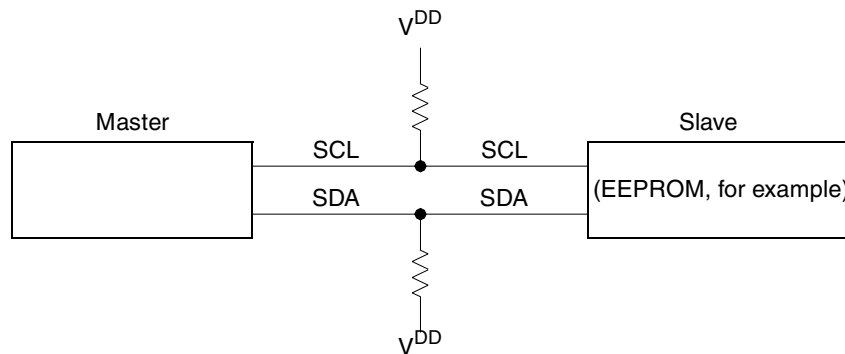 VDD
Master
Slave
SCL
SCL
(EEPROM, for example)
SDA
SDA
VDD